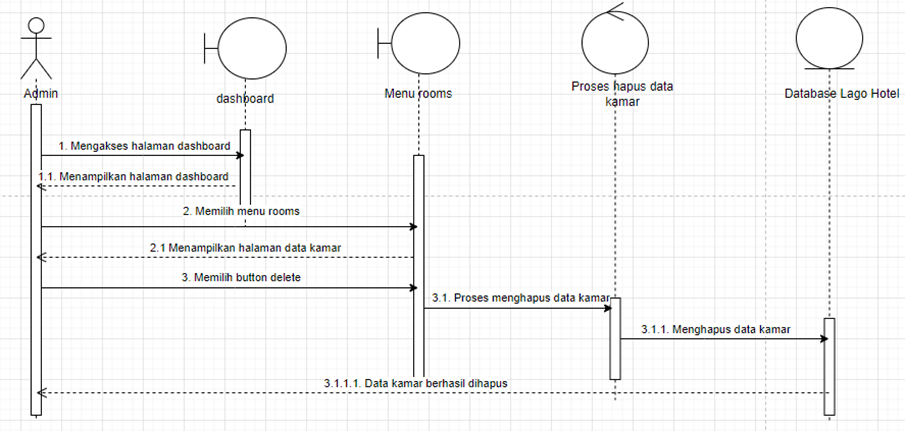 Admin
dashboard
Menu rooms
Proses hapus data
kamar
Database Lago Hotel
1. Mengakses halaman dashboard
1.1. Menampilkan halaman dashboard
2. Memilih menu rooms
2.1 Menampilkan halaman data kamar
3. Memilih button delete
3.1. Proses menghapus data kamar
3.1.1. Menghapus data kamar
3.1.1.1. Data kamar berhasil dihapus